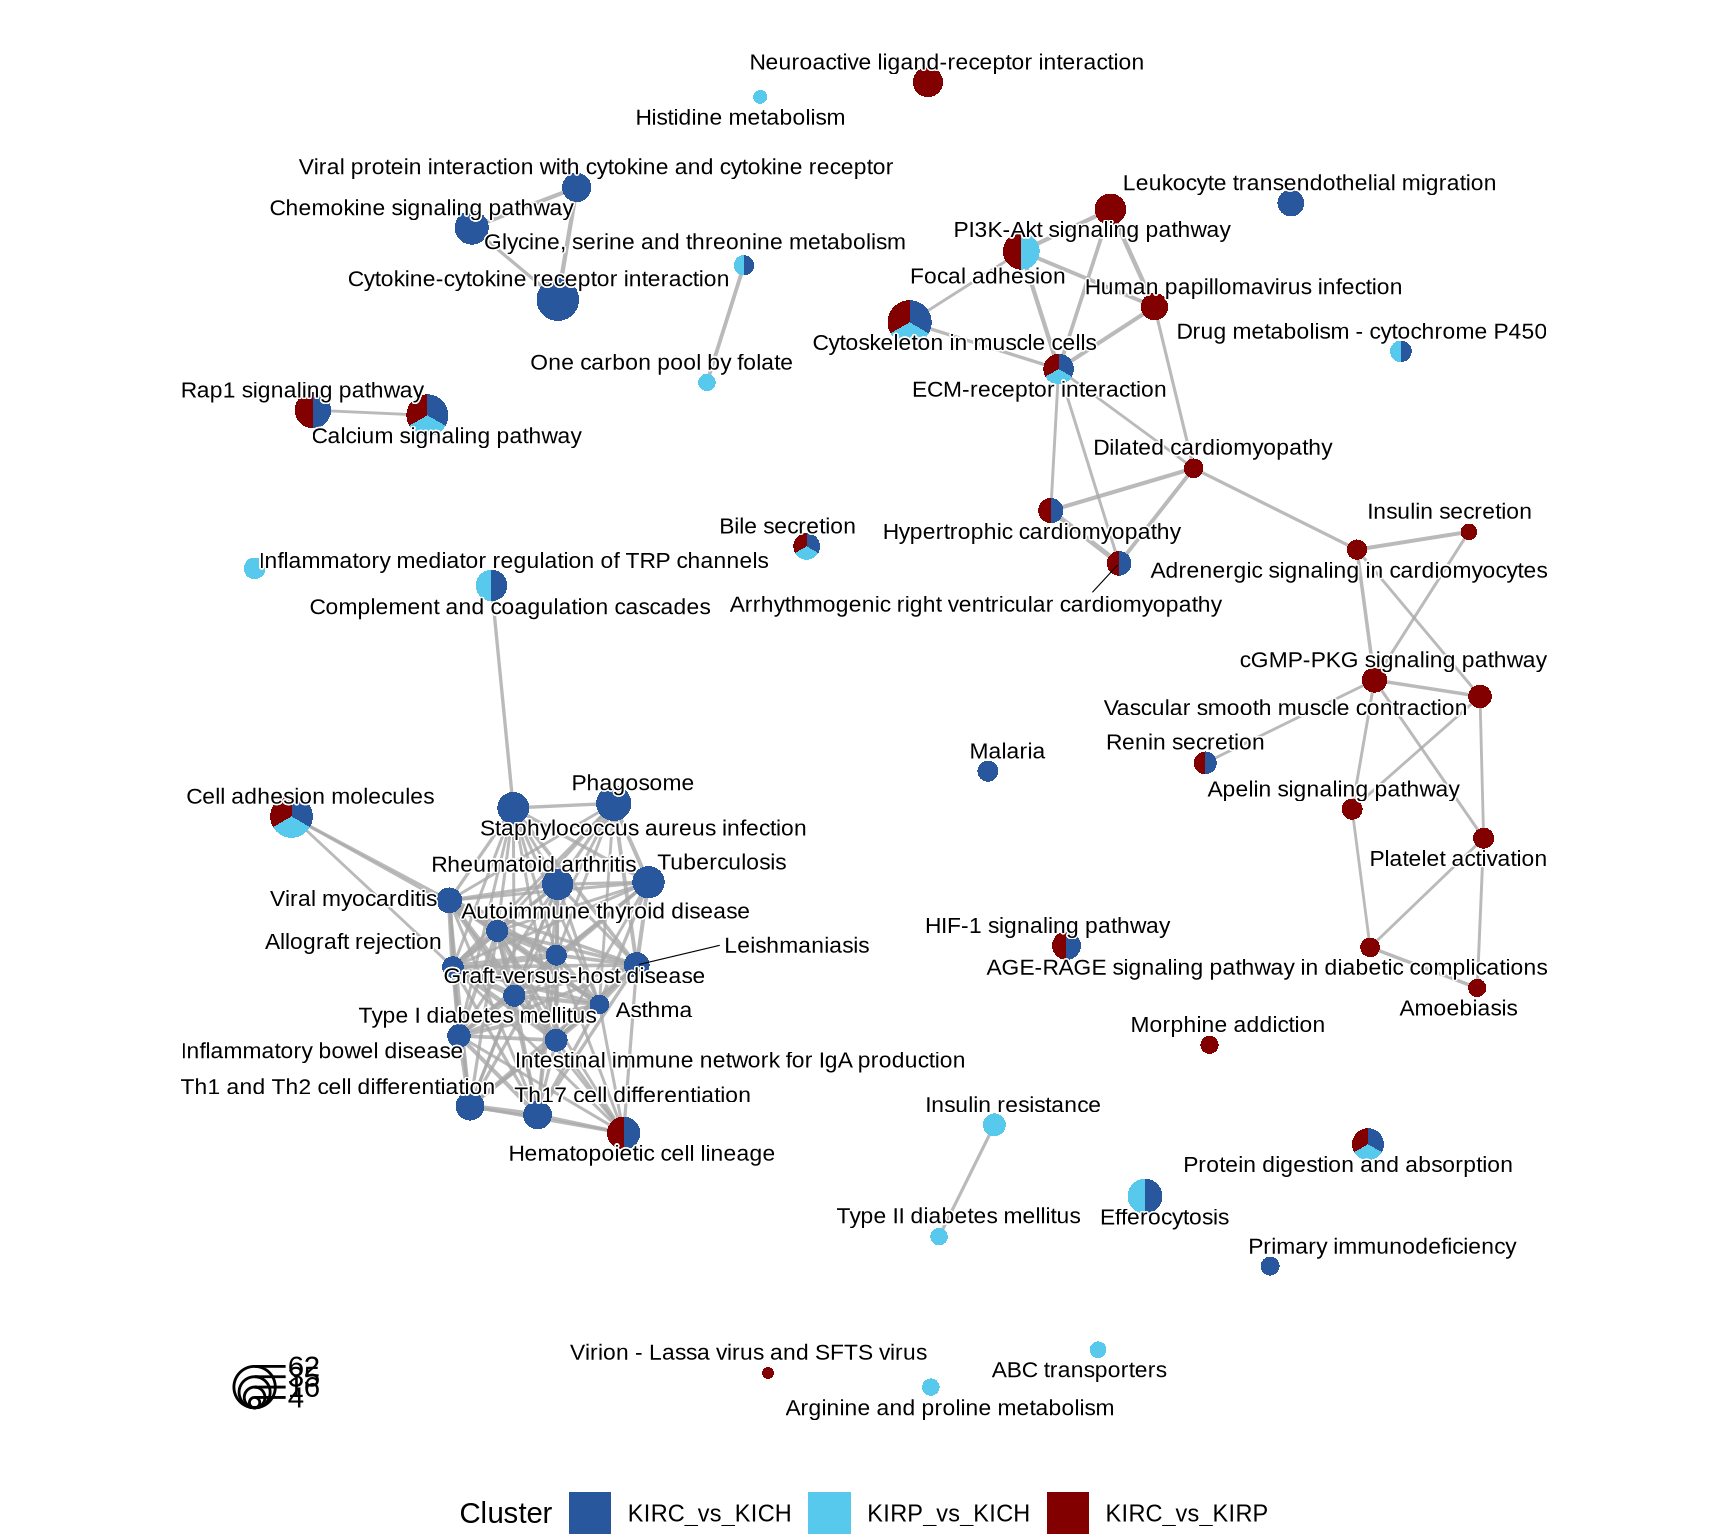 Neuroactive ligand-receptor interaction
Histidine metabolism
Viral protein interaction with cytokine and cytokine receptor
Leukocyte transendothelial migration
Chemokine signaling pathway
PI3K-Akt signaling pathway
Glycine, serine and threonine metabolism
Focal adhesion
Cytokine-cytokine receptor interaction
Human papillomavirus infection
Drug metabolism - cytochrome P450
Cytoskeleton in muscle cells
One carbon pool by folate
Rap1 signaling pathway
ECM-receptor interaction
Calcium signaling pathway
Dilated cardiomyopathy
Insulin secretion
Bile secretion
Hypertrophic cardiomyopathy
Inflammatory mediator regulation of TRP channels
Adrenergic signaling in cardiomyocytes
Complement and coagulation cascades
Arrhythmogenic right ventricular cardiomyopathy
cGMP-PKG signaling pathway
Vascular smooth muscle contraction
Renin secretion
Malaria
Phagosome
Apelin signaling pathway
Cell adhesion molecules
Staphylococcus aureus infection
Platelet activation
Rheumatoid arthritis
Tuberculosis
Viral myocarditis
Autoimmune thyroid disease
HIF-1 signaling pathway
Allograft rejection
Leishmaniasis
AGE-RAGE signaling pathway in diabetic complications
Graft-versus-host disease
Amoebiasis
Asthma
Type I diabetes mellitus
Morphine addiction
Inflammatory bowel disease
Intestinal immune network for IgA production
Th1 and Th2 cell differentiation
Th17 cell differentiation
Insulin resistance
Hematopoietic cell lineage
Protein digestion and absorption
Type II diabetes mellitus
Efferocytosis
Primary immunodeficiency
Virion - Lassa virus and SFTS virus
ABC transporters
Arginine and proline metabolism
62
16
4
Cluster
KIRC_vs_KICH
KIRP_vs_KICH
KIRC_vs_KIRP